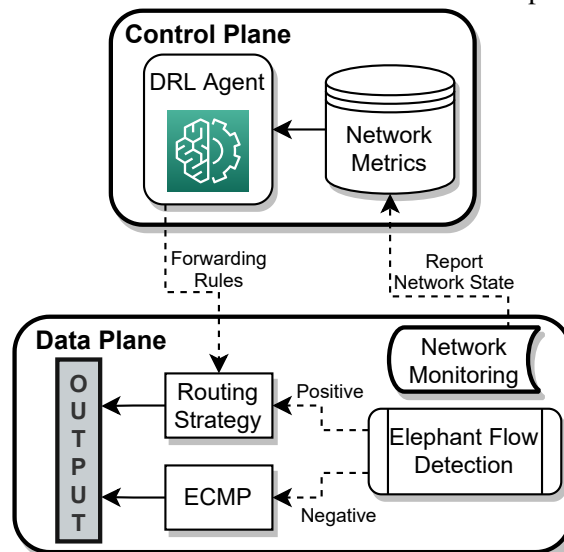 Control Plane
DRL Agent
Network
Metrics
Forwarding
Rules
Report
Network State
Data Plane
Network
Monitoring
OUTPUT
Routing
Strategy
Positive
Elephant Flow
Detection
ECMP
Negative